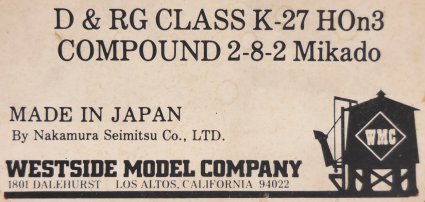 D & RG CLASS K-27 HOn3
COMPOUND 2-8-2 Mikado
MADE IN JAPAN
By Nakamura Seimitsu Co., LTD.
WMC
WESTSIDE MODEL COMPANY
1801 DALEHURST LOS ALTOS, CALIFORNIA 94022